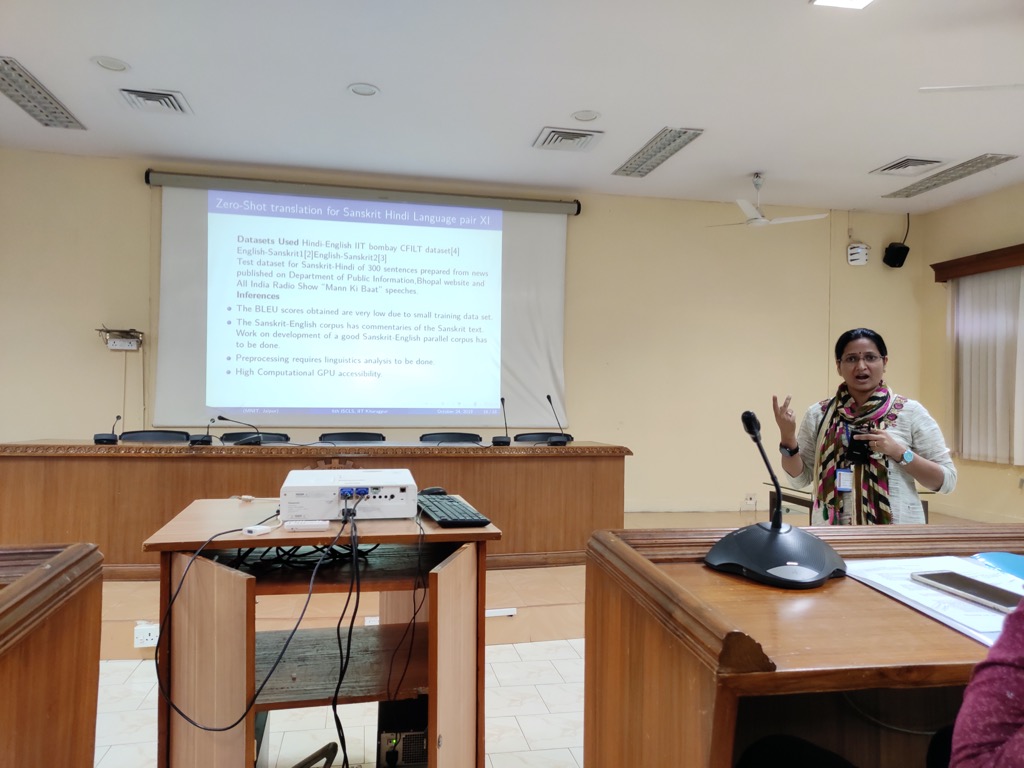 Zero-Shot translation for Sanskrit Hindi Language pair XI
Datasets Used Hindi-English IIT bombay CFILT dataset[4]
English-Sanskrit1[2]English-Sanskrit2[3]
Test dataset for Sanskrit-Hindi of 300 sentences prepared from news
published on Department of Public Information,Bhopal website and
All India Radio Show "Mann Ki Baat" speeches.
Inferences
The BLEU scores obtained are very low due to small training data set.
The Sanskrit-English corpus has commentaries of the Sanskrit text.
Work on development of a good Sanskrit-English parallel corpus has
to be done.
Preprocessing requires linguistics analysis to be done.
High Computational GPU accessibility.